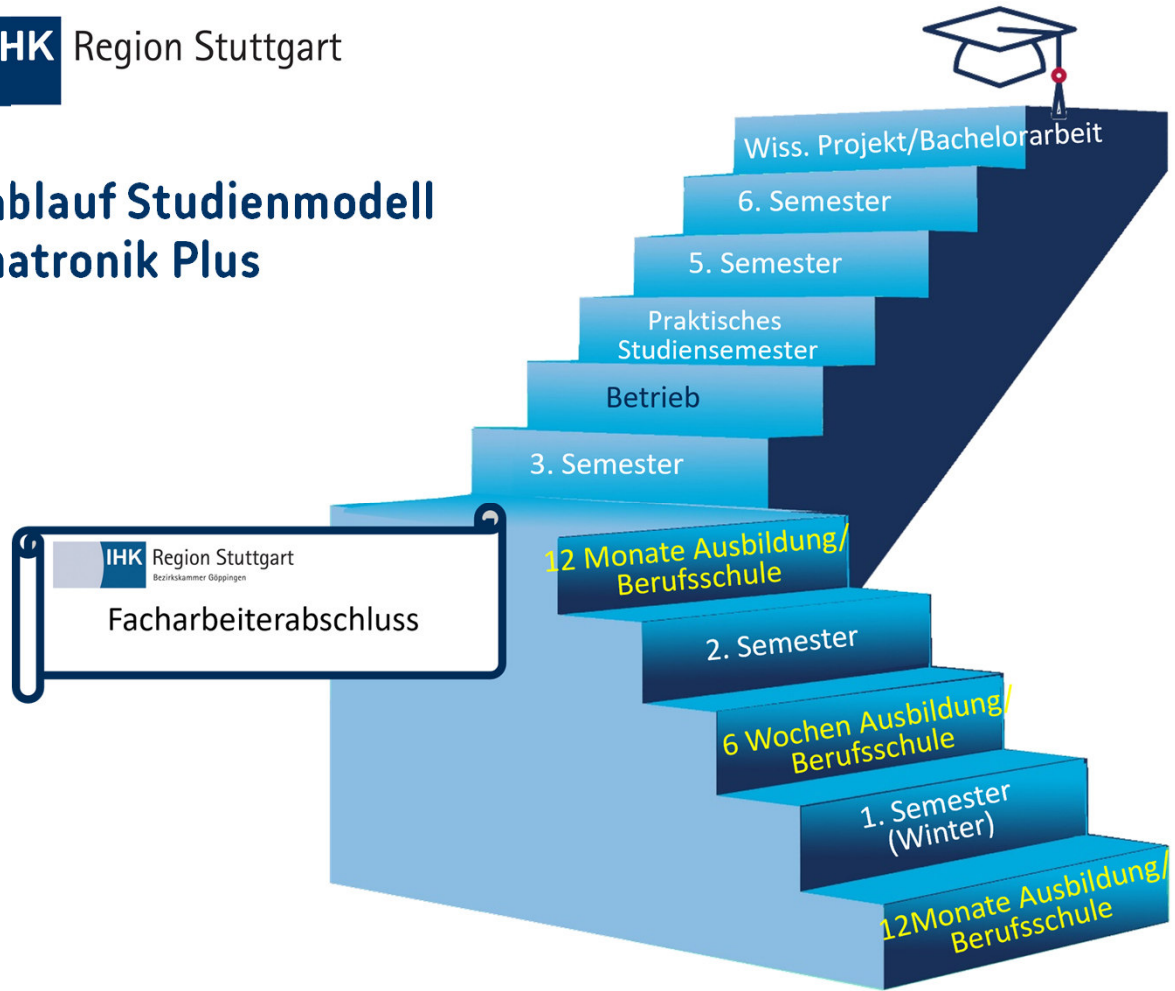 HK Region Stuttgart
ablauf Studienmodell
natronik Plus
Wiss. Projekt/Bachelorarbeit
6. Semester
5. Semester
Praktisches
Studiensemester
Betrieb
3. Semester
IHK Region Stuttgart
Bezirkskammer Göppingen
Facharbeiterabschluss
12 Monate Ausbildung/
Berufsschule
2. Semester
6 Wochen Ausbildung/
Berufsschule
1. Semester
(Winter)
12Monate Ausbildung/
Berufsschule